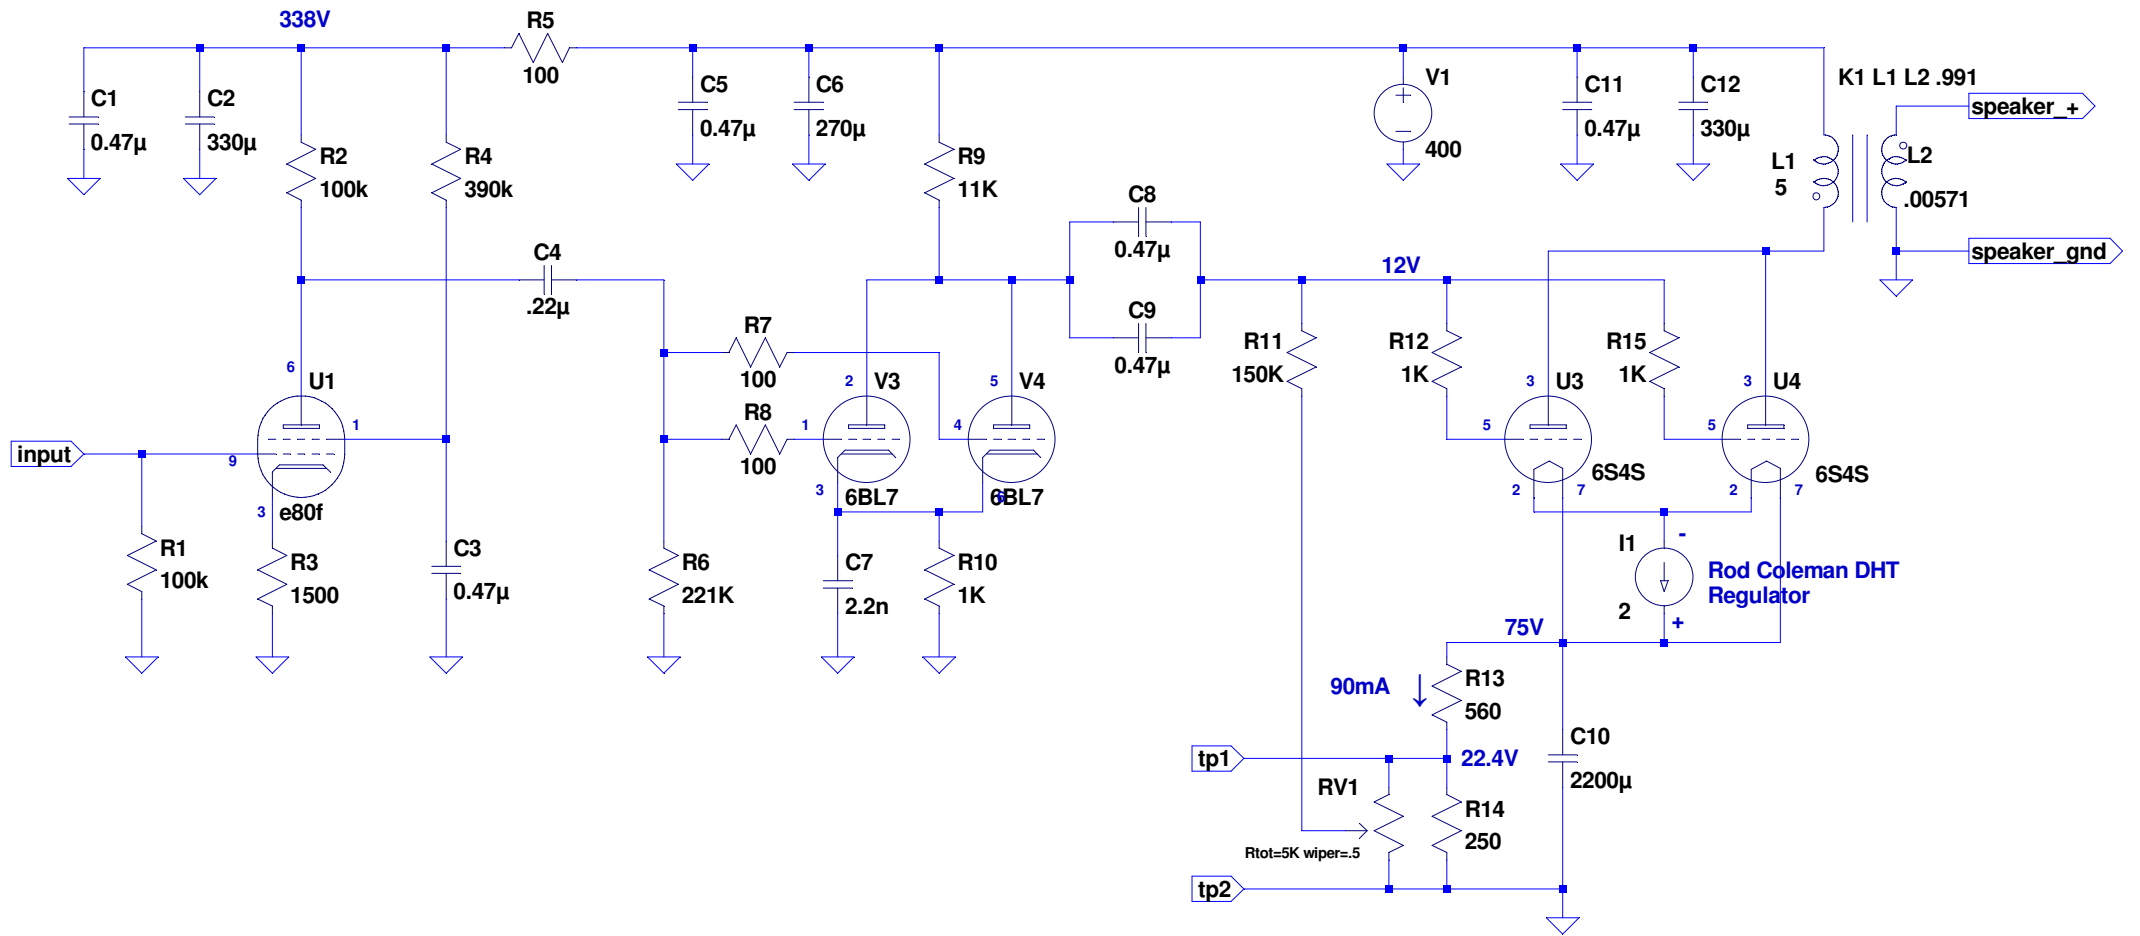 338V
R5
100
C1
0.47µ
C2
330µ
R2
100k
R4
390k
C5
0.47µ
C6
270µ
R9
11K
V1
400
C11
0.47µ
C12
330µ
K1 L1 L2 .991
speaker_+
L1
5
L2
.00571
speaker_gnd
C4
.22µ
C8
0.47µ
C9
0.47µ
12V
R7
100
R8
100
R11
150K
R12
1K
R15
1K
6
U1
1
9
3
e80f
input
R1
100k
R3
1500
C3
0.47µ
R6
221K
2
V3
1
3
6BL7
5
V4
4
6
6BL7
C7
2.2n
R10
1K
3
U3
5
6S4S
2
7
3
U4
5
6S4S
2
7
I1
2
-
+
Rod Coleman DHT
Regulator
75V
90mA
R13
560
tp1
22.4V
RV1
Rtot=5K wiper=.5
R14
250
C10
2200µ
tp2